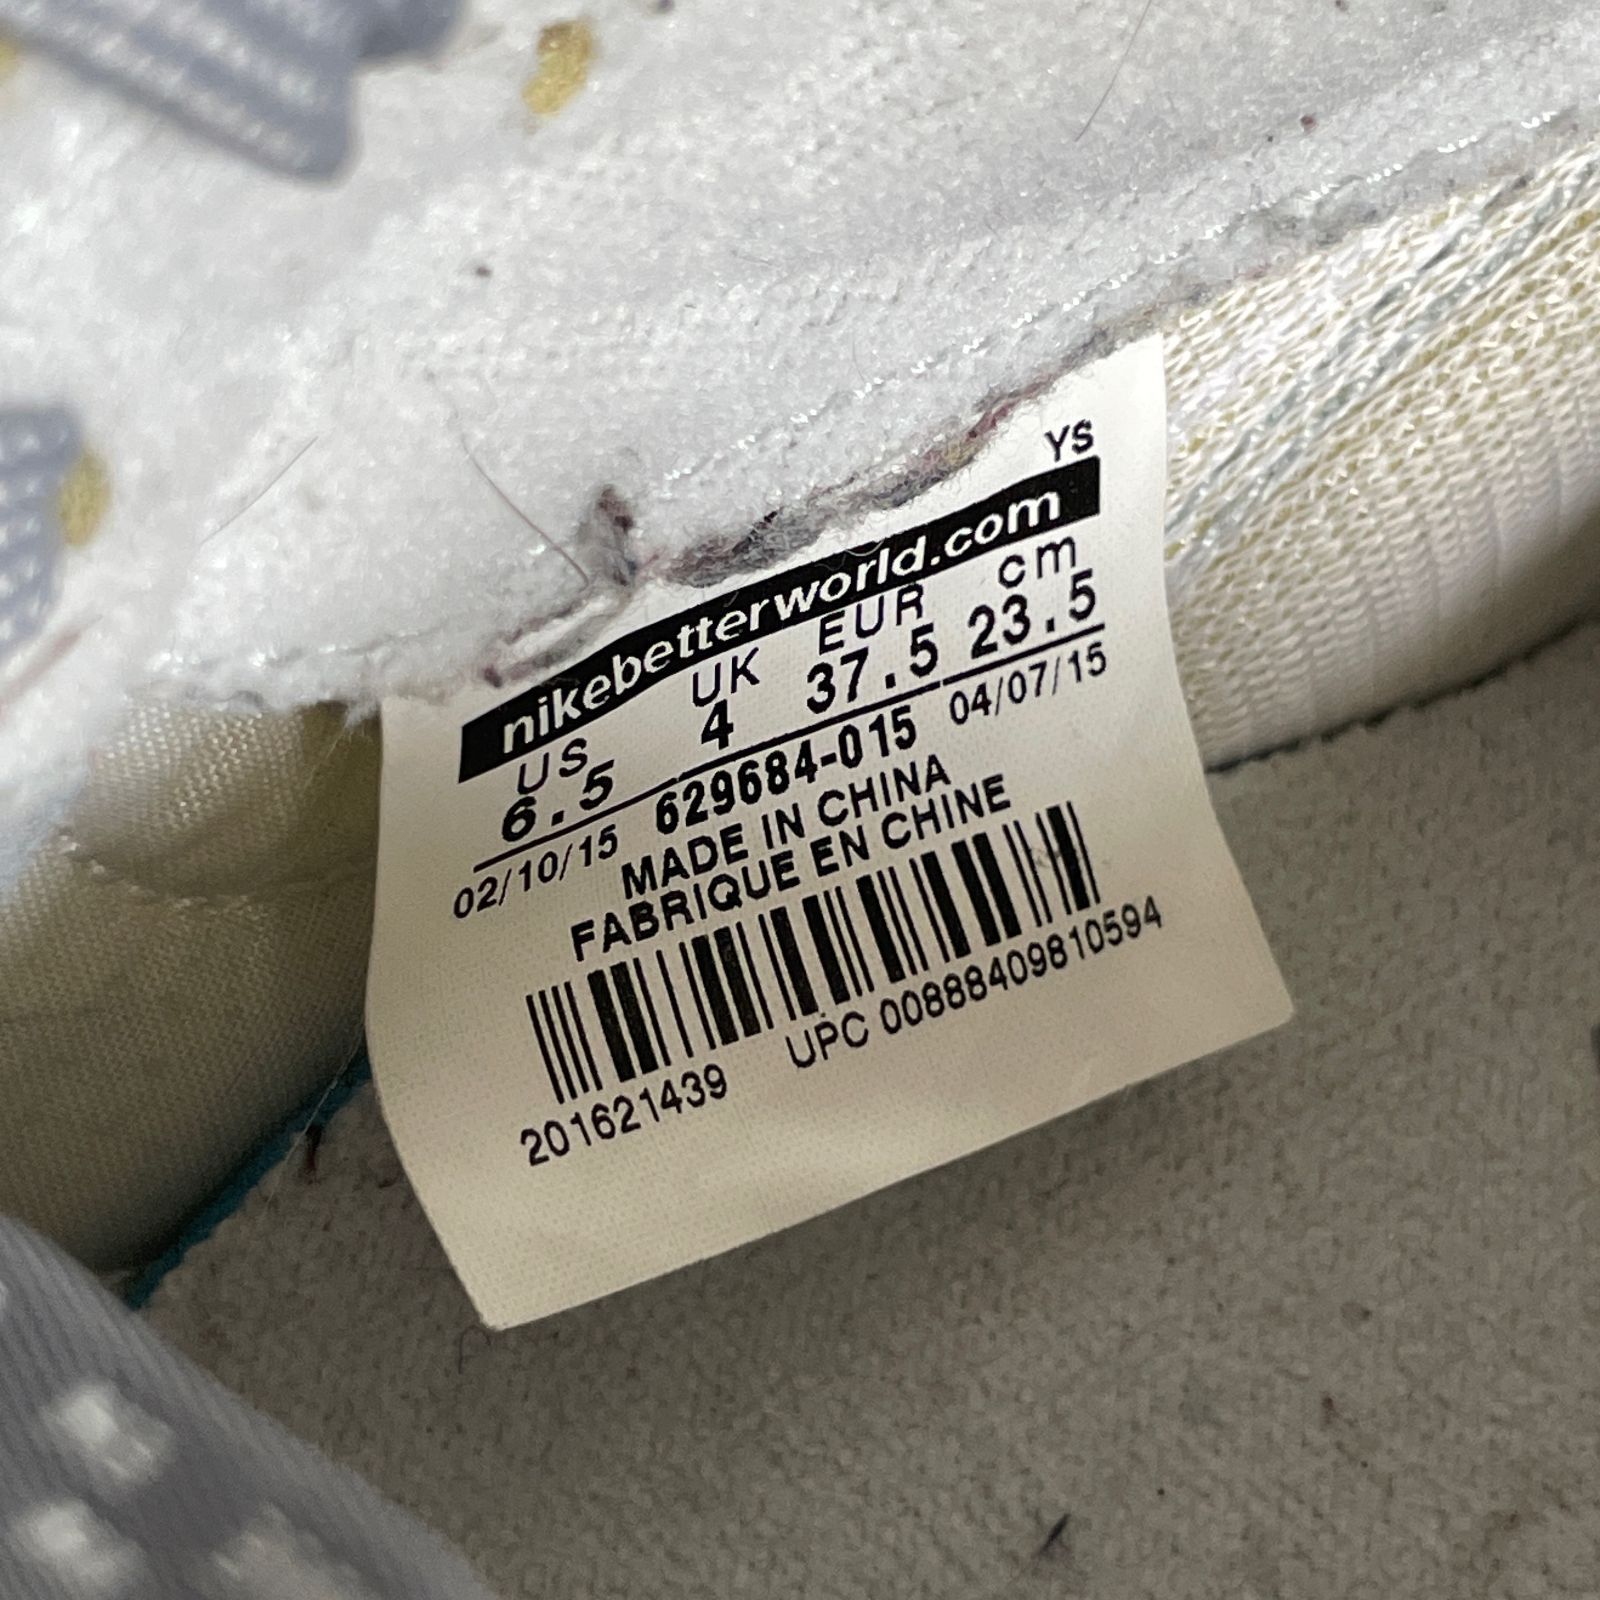 YS
nikebetterworld.com
US UK EUR cm
6.5 4 37.5 23.5
02/10/15 629684-015 04/07/15
MADE IN CHINA
FABRIQUE EN CHINE
201621439 UPC 00888409810594